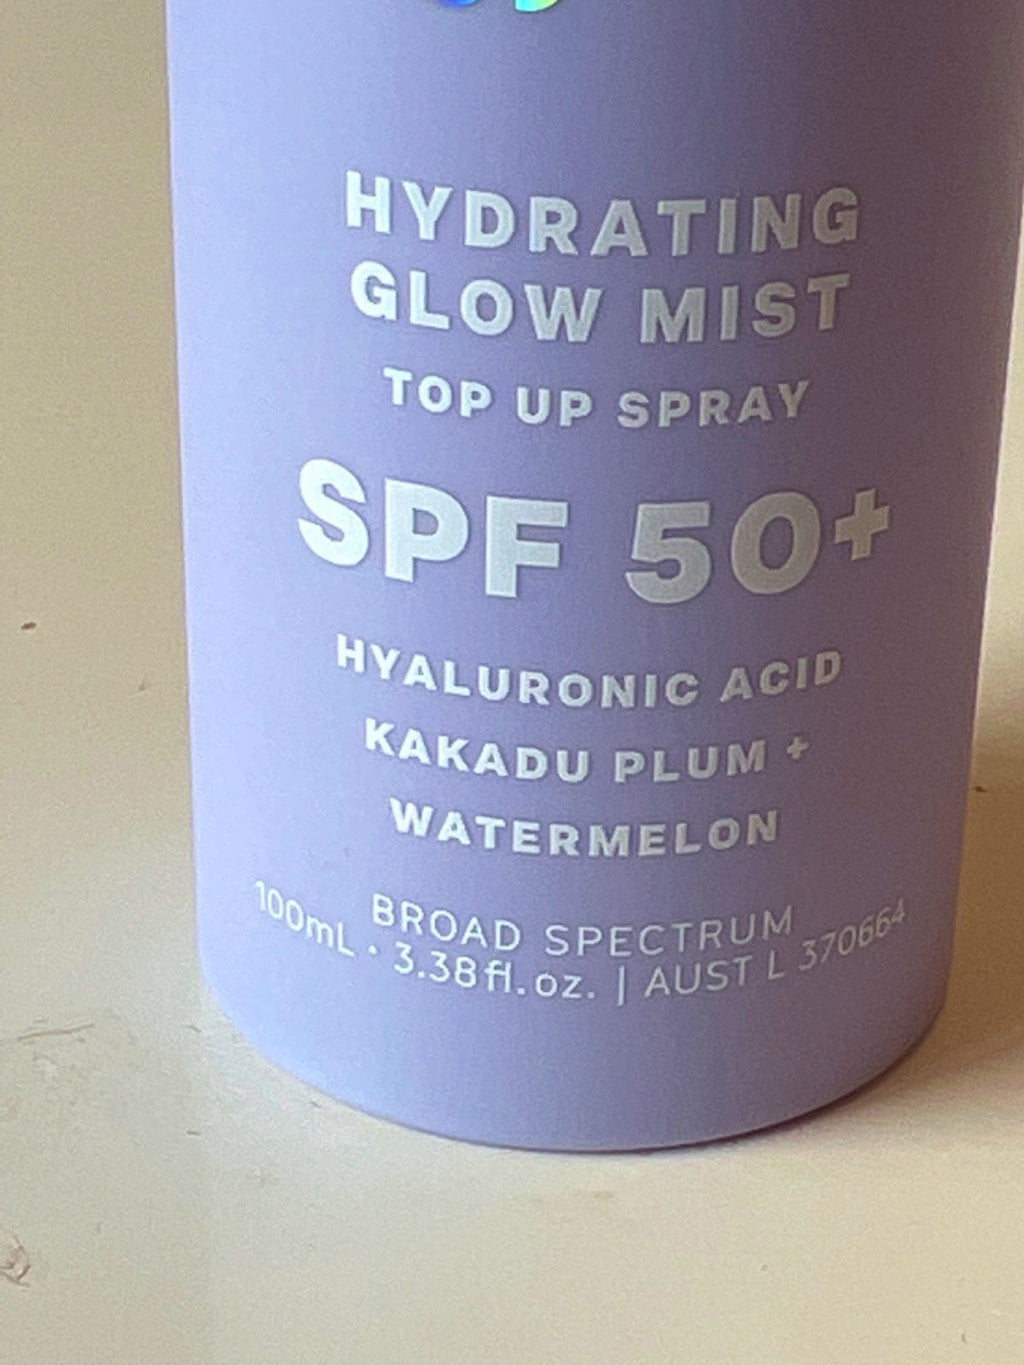 HYDRATING
GLOW MIST
TOP UP SPRAY
SPF 50+
HYALURONIC ACID
KAKADU PLUM +
WATERMELON
BROAD SPECTRUM
100mL · 3.38fl.oz. | AUST L 370664